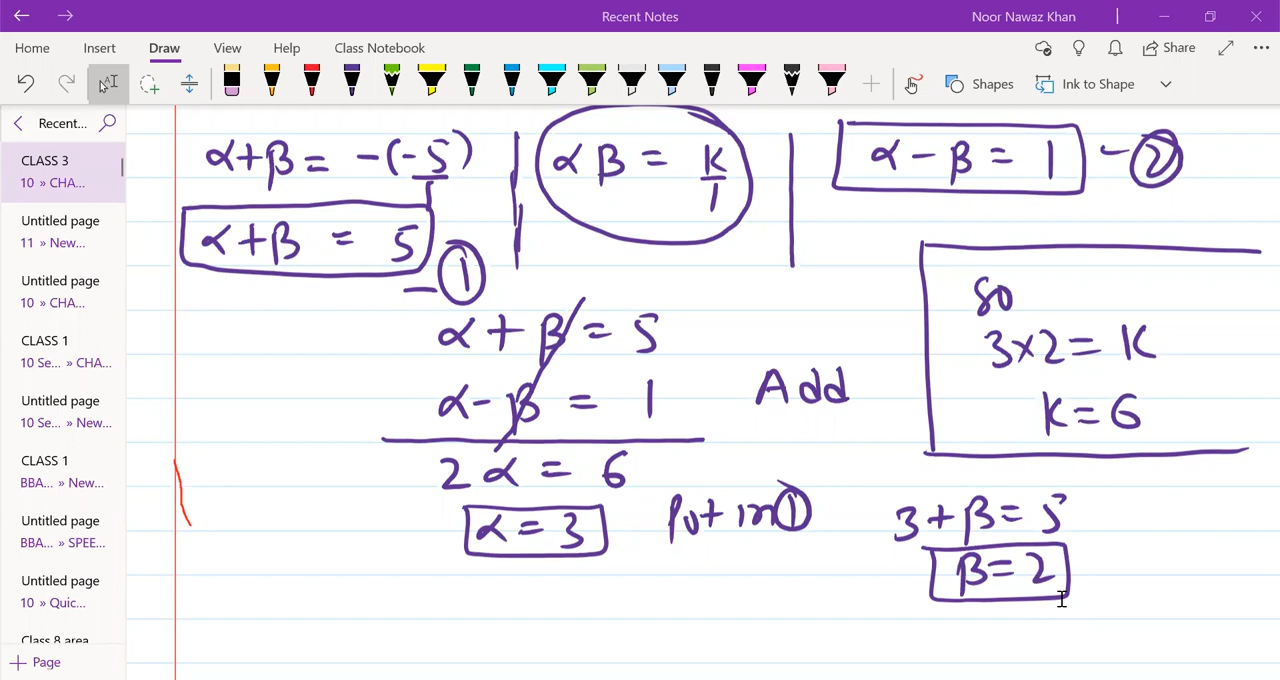 Recent Notes
Noor Nawaz Khan
Home Insert Draw View Help Class Notebook
Share
Shapes
Ink to Shape
Recent...
CLASS 3
10 » CHA...
Untitled page
11 » New...
Untitled page
10 » CHA...
CLASS 1
10 Se... » CHA...
Untitled page
10 Se... » New...
CLASS 1
BBA... » New...
Untitled page
BBA... » SPEE...
Untitled page
10 » Quic...
Class 8 area
+ Page
α+β = -(-5)/1
α+β = 5 - ①
αβ = K/1
α - β = 1 - ②
α + β = 5
α - β = 1
Add
2α = 6
α = 3
Put in ①
3 + β = 5
β = 2
So
3×2 = K
K = 6